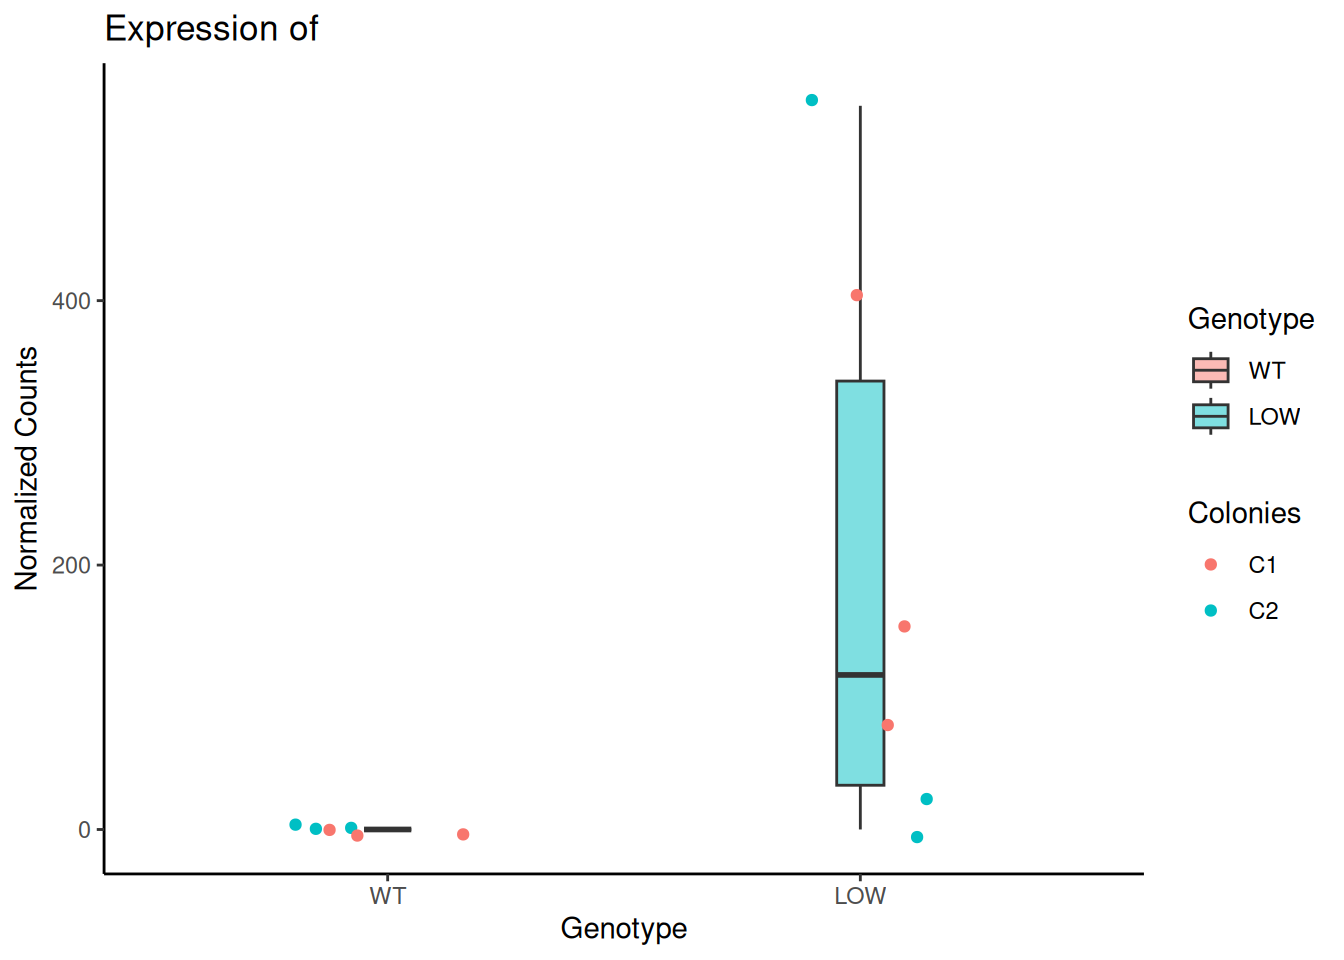 Expression of
Normalized Counts
400
200
0
WT
LOW
Genotype
Genotype
WT
LOW
Colonies
C1
C2